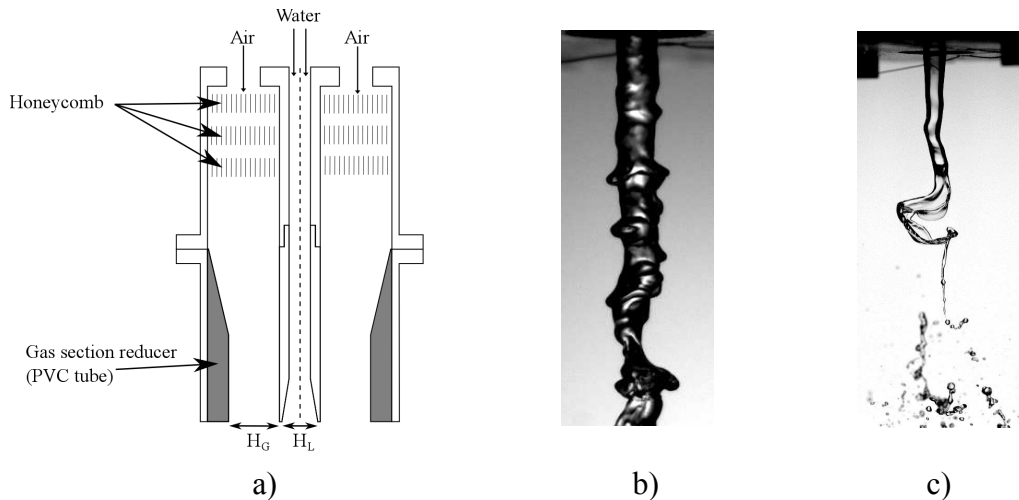 Water
Air
Air
Honeycomb
Gas section reducer
(PVC tube)
H_G
H_L
a)
b)
c)